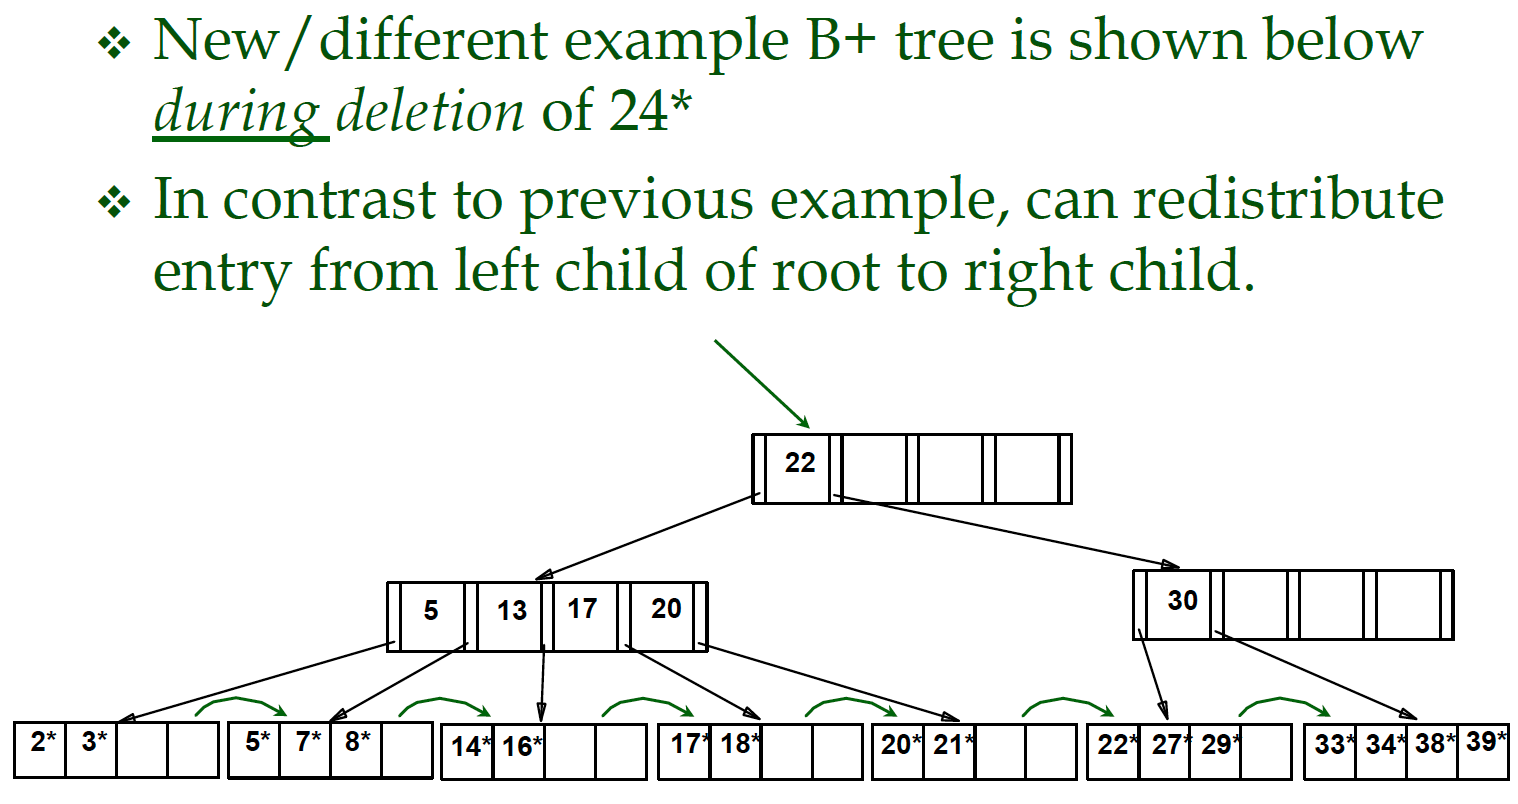 ❖ New/different example B+ tree is shown below
during deletion of 24*
❖ In contrast to previous example, can redistribute
entry from left child of root to right child.
22
5 13 17 20
30
2* 3*
5* 7* 8*
14* 16*
17* 18*
20* 21*
22* 27* 29*
33* 34* 38* 39*